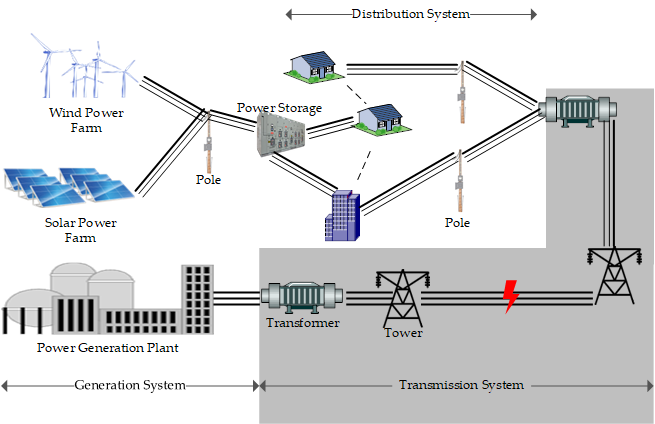 Distribution System
Wind Power
Farm
Power Storage
Pole
Solar Power
Farm
Pole
Transformer
Tower
Power Generation Plant
Generation System
Transmission System